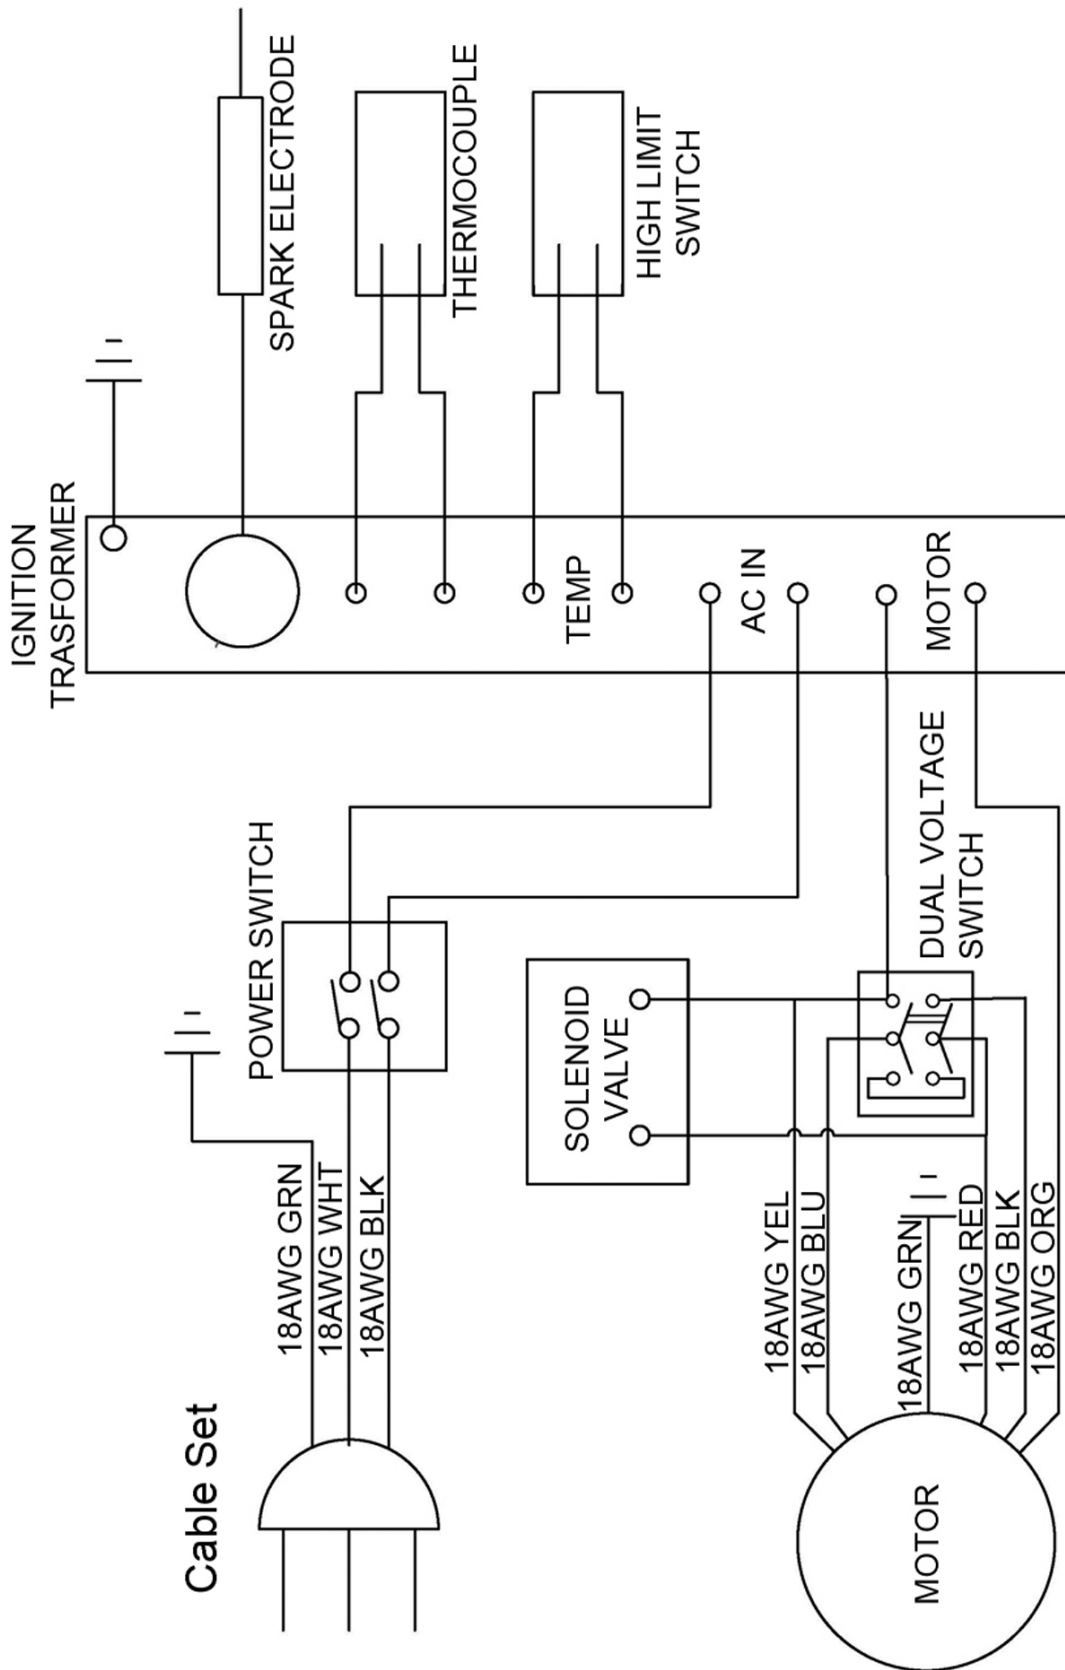 IGNITION
TRASFORMER
SPARK ELECTRODE
THERMOCOUPLE
HIGH LIMIT
SWITCH
TEMP
AC IN
MOTOR
POWER SWITCH
DUAL VOLTAGE
SWITCH
SOLENOID
VALVE
Cable Set
18AWG GRN
18AWG WHT
18AWG BLK
18AWG YEL
18AWG BLU
18AWG GRN
18AWG RED
18AWG BLK
18AWG ORG
MOTOR